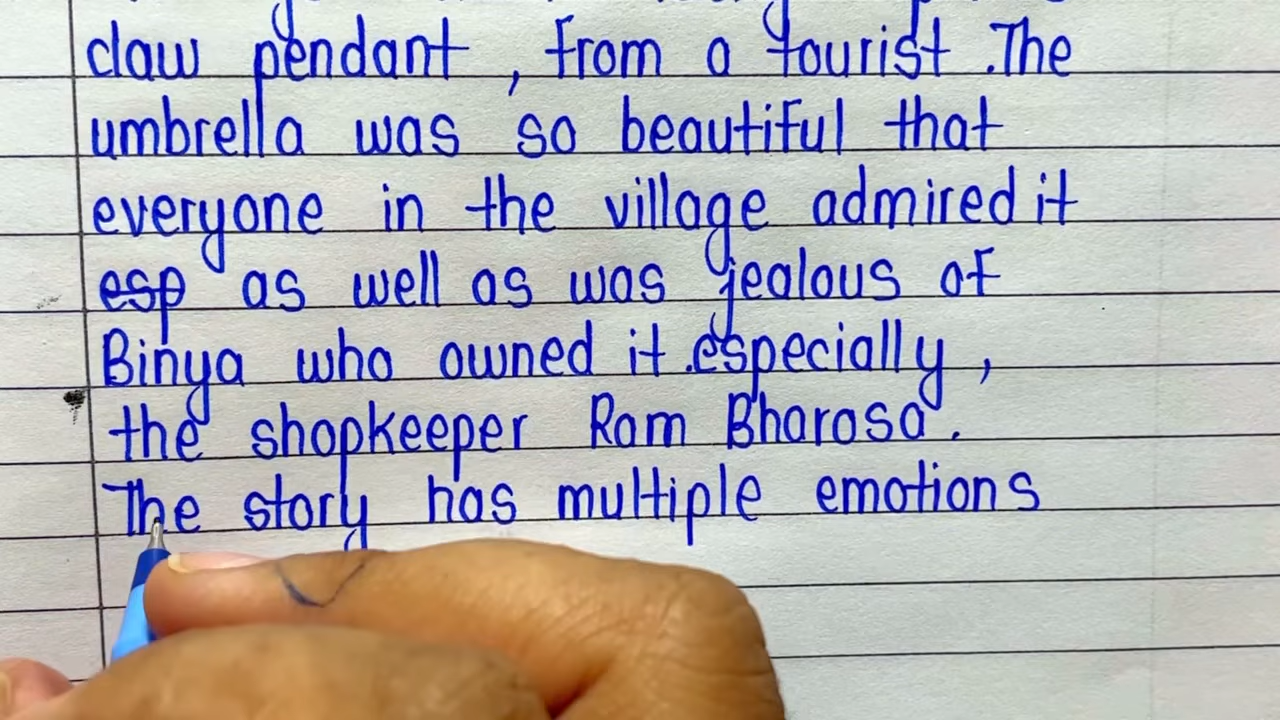 claw pendant , from a tourist .The
umbrella was so beautiful that
everyone in the village admired it
esp as well as was jealous of
Binya who owned it .especially ,
the shopkeeper Ram Bharosa .
The story has multiple emotions